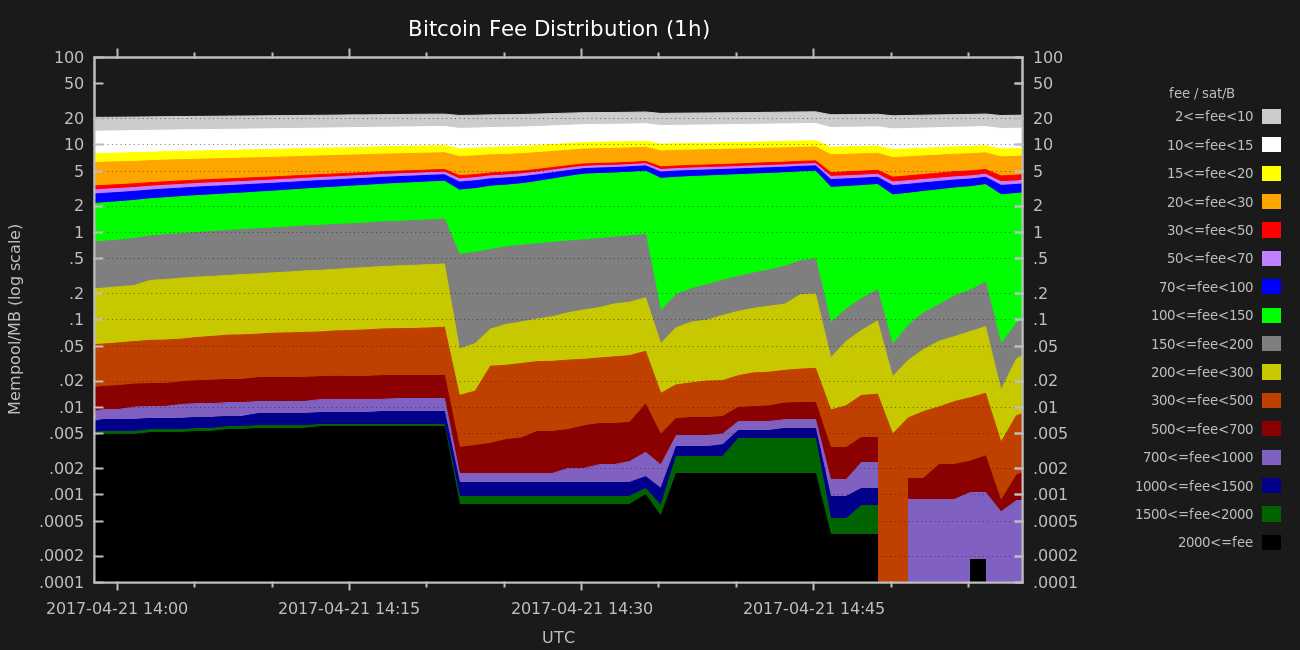 Bitcoin Fee Distribution (1h)
Mempool/MB (log scale)
100 100
50 50
20 20
10 10
5 5
2 2
1 1
.5 .5
.2 .2
.1 .1
.05 .05
.02 .02
.01 .01
.005 .005
.002 .002
.001 .001
.0005 .0005
.0002 .0002
.0001 .0001
2017-04-21 14:00 2017-04-21 14:15 2017-04-21 14:30 2017-04-21 14:45
UTC
fee / sat/B
2<=fee<10
10<=fee<15
15<=fee<20
20<=fee<30
30<=fee<50
50<=fee<70
70<=fee<100
100<=fee<150
150<=fee<200
200<=fee<300
300<=fee<500
500<=fee<700
700<=fee<1000
1000<=fee<1500
1500<=fee<2000
2000<=fee